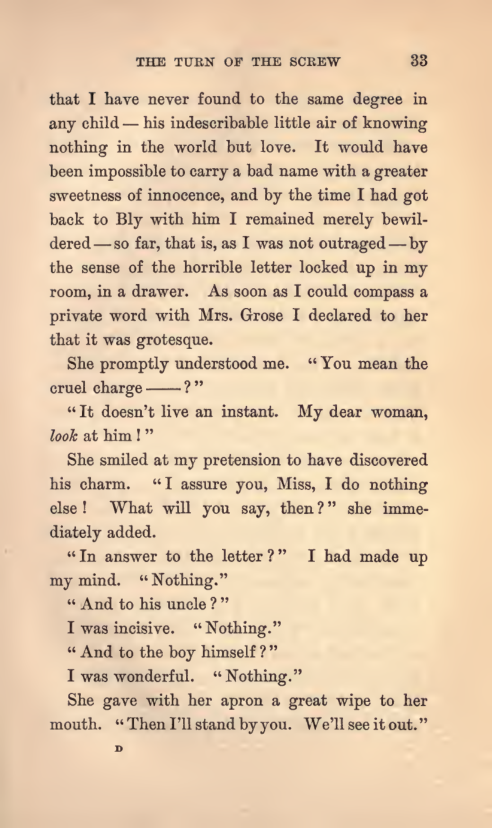 THE TURN OF THE SCREW 33
that I have never found to the same degree in
any child — his indescribable little air of knowing
nothing in the world but love. It would have
been impossible to carry a bad name with a greater
sweetness of innocence, and by the time I had got
back to Bly with him I remained merely bewil-
dered — so far, that is, as I was not outraged — by
the sense of the horrible letter locked up in my
room, in a drawer. As soon as I could compass a
private word with Mrs. Grose I declared to her
that it was grotesque.
She promptly understood me. “You mean the
cruel charge ——?”
“It doesn't live an instant. My dear woman,
look at him!”
She smiled at my pretension to have discovered
his charm. “I assure you, Miss, I do nothing
else! What will you say, then?” she imme-
diately added.
“In answer to the letter?” I had made up
my mind. “Nothing.”
“And to his uncle?”
I was incisive. “Nothing.”
“And to the boy himself?”
I was wonderful. “Nothing.”
She gave with her apron a great wipe to her
mouth. “Then I'll stand by you. We'll see it out.”
D